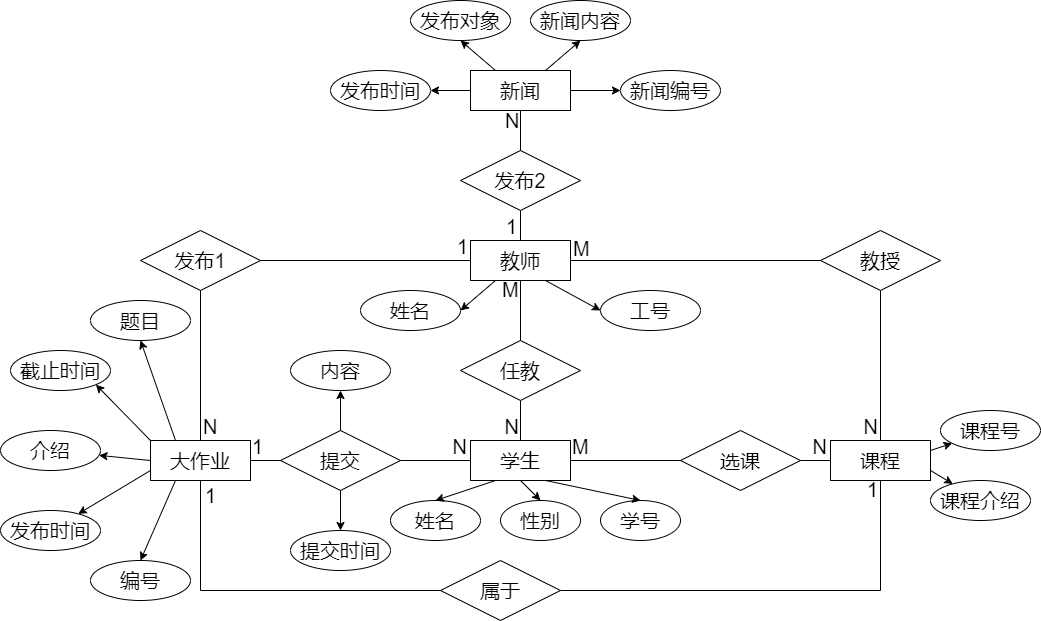 发布对象
新闻内容
发布时间
新闻
新闻编号
N
发布2
1
发布1
1
教师
M
教授
M
姓名
工号
题目
截止时间
内容
任教
N
1
N
N
M
N
N
课程号
介绍
大作业
提交
学生
选课
课程
1
1
课程介绍
发布时间
姓名
性别
学号
提交时间
编号
属于